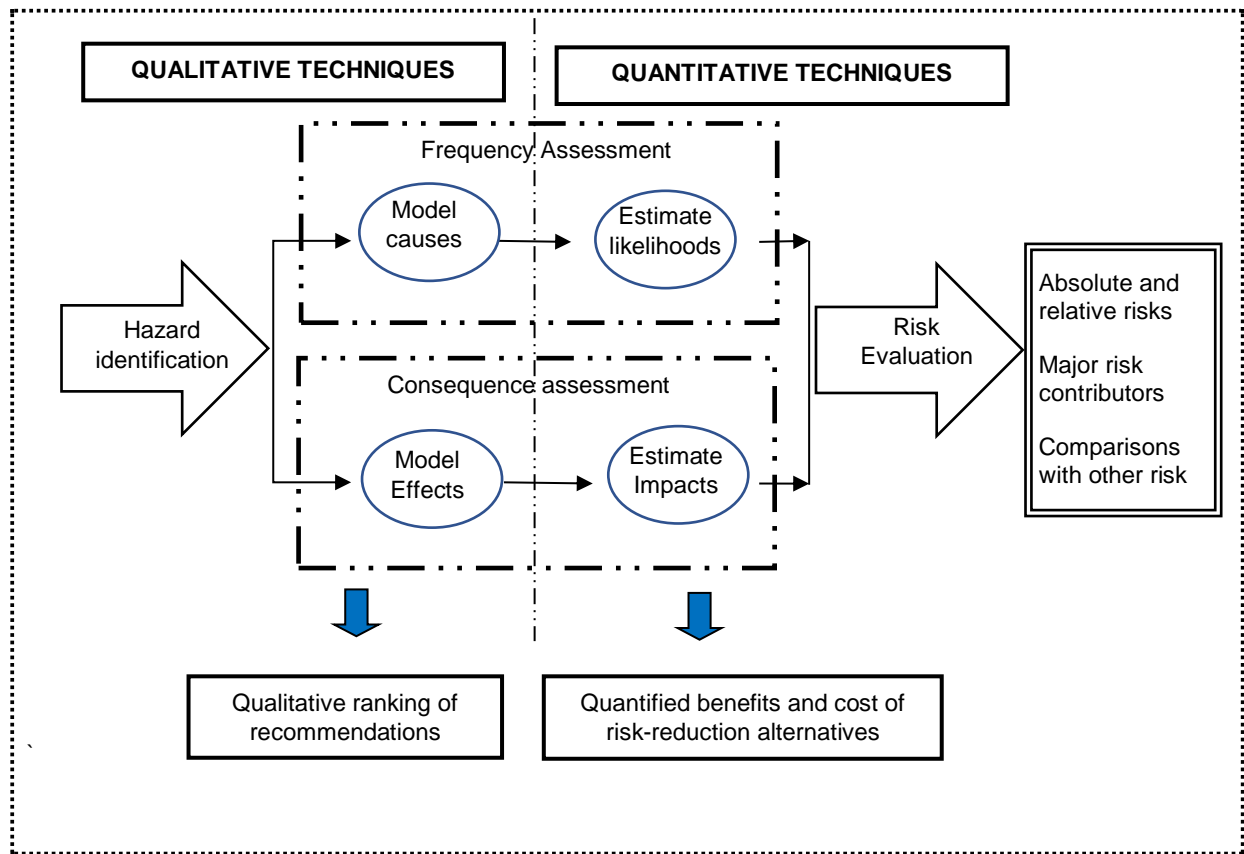 QUALITATIVE TECHNIQUES
QUANTITATIVE TECHNIQUES
Frequency Assessment
Model
causes
Estimate
likelihoods
Hazard
identification
Consequence assessment
Model
Effects
Estimate
Impacts
Risk
Evaluation
Absolute and
relative risks
Major risk
contributors
Comparisons
with other risk
Qualitative ranking of
recommendations
Quantified benefits and cost of
risk-reduction alternatives
`